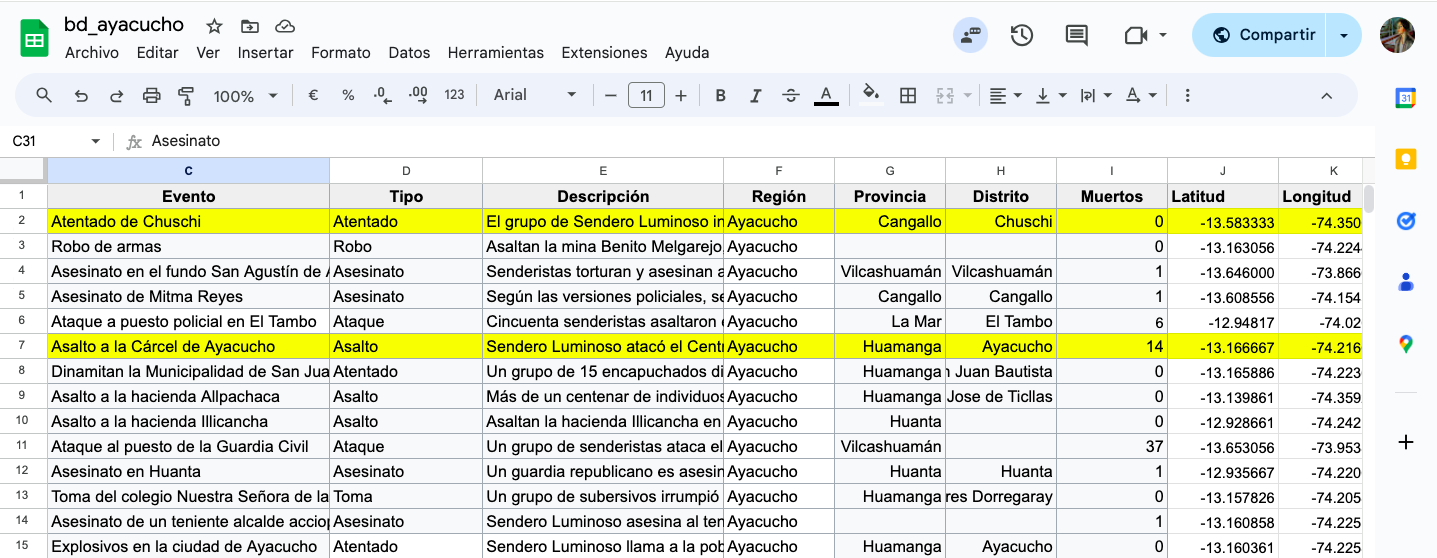 bd_ayacucho
Archivo Editar Ver Insertar Formato Datos Herramientas Extensiones Ayuda
Compartir
100% € % .0 .00 123 Arial 11 B I S A
31
C31 fx Asesinato
C D E F G H I J K
1 Evento Tipo Descripción Región Provincia Distrito Muertos Latitud Longitud
2 Atentado de Chuschi Atentado El grupo de Sendero Luminoso in Ayacucho Cangallo Chuschi 0 -13.583333 -74.350
3 Robo de armas Robo Asaltan la mina Benito Melgarejo Ayacucho 0 -13.163056 -74.224
4 Asesinato en el fundo San Agustín de Asesinato Senderistas torturan y asesinan a Ayacucho Vilcashuamán Vilcashuamán 1 -13.646000 -73.866
5 Asesinato de Mitma Reyes Asesinato Según las versiones policiales, se Ayacucho Cangallo Cangallo 1 -13.608556 -74.154
6 Ataque a puesto policial en El Tambo Ataque Cincuenta senderistas asaltaron Ayacucho La Mar El Tambo 6 -12.94817 -74.02
7 Asalto a la Cárcel de Ayacucho Asalto Sendero Luminoso atacó el Cent Ayacucho Huamanga Ayacucho 14 -13.166667 -74.216
8 Dinamitan la Municipalidad de San Jua Atentado Un grupo de 15 encapuchados di Ayacucho Huamanga n Juan Bautista 0 -13.165886 -74.223
9 Asalto a la hacienda Allpachaca Asalto Más de un centenar de individuos Ayacucho Huamanga Jose de Ticllas 0 -13.139861 -74.359
10 Asalto a la hacienda Illicancha Asalto Asaltan la hacienda Illicancha en Ayacucho Huanta 0 -12.928661 -74.242
11 Ataque al puesto de la Guardia Civil Ataque Un grupo de senderistas ataca el Ayacucho Vilcashuamán 37 -13.653056 -73.953
12 Asesinato en Huanta Asesinato Un guardia republicano es asesin Ayacucho Huanta Huanta 1 -12.935667 -74.220
13 Toma del colegio Nuestra Señora de la Toma Un grupo de subersivos irrumpió Ayacucho Huamanga res Dorregaray 0 -13.157826 -74.205
14 Asesinato de un teniente alcalde acciop Asesinato Sendero Luminoso asesina al ten Ayacucho 1 -13.160858 -74.225
15 Explosivos en la ciudad de Ayacucho Atentado Sendero Luminoso llama a la pob Ayacucho Huamanga Ayacucho 0 -13.160361 -74.225